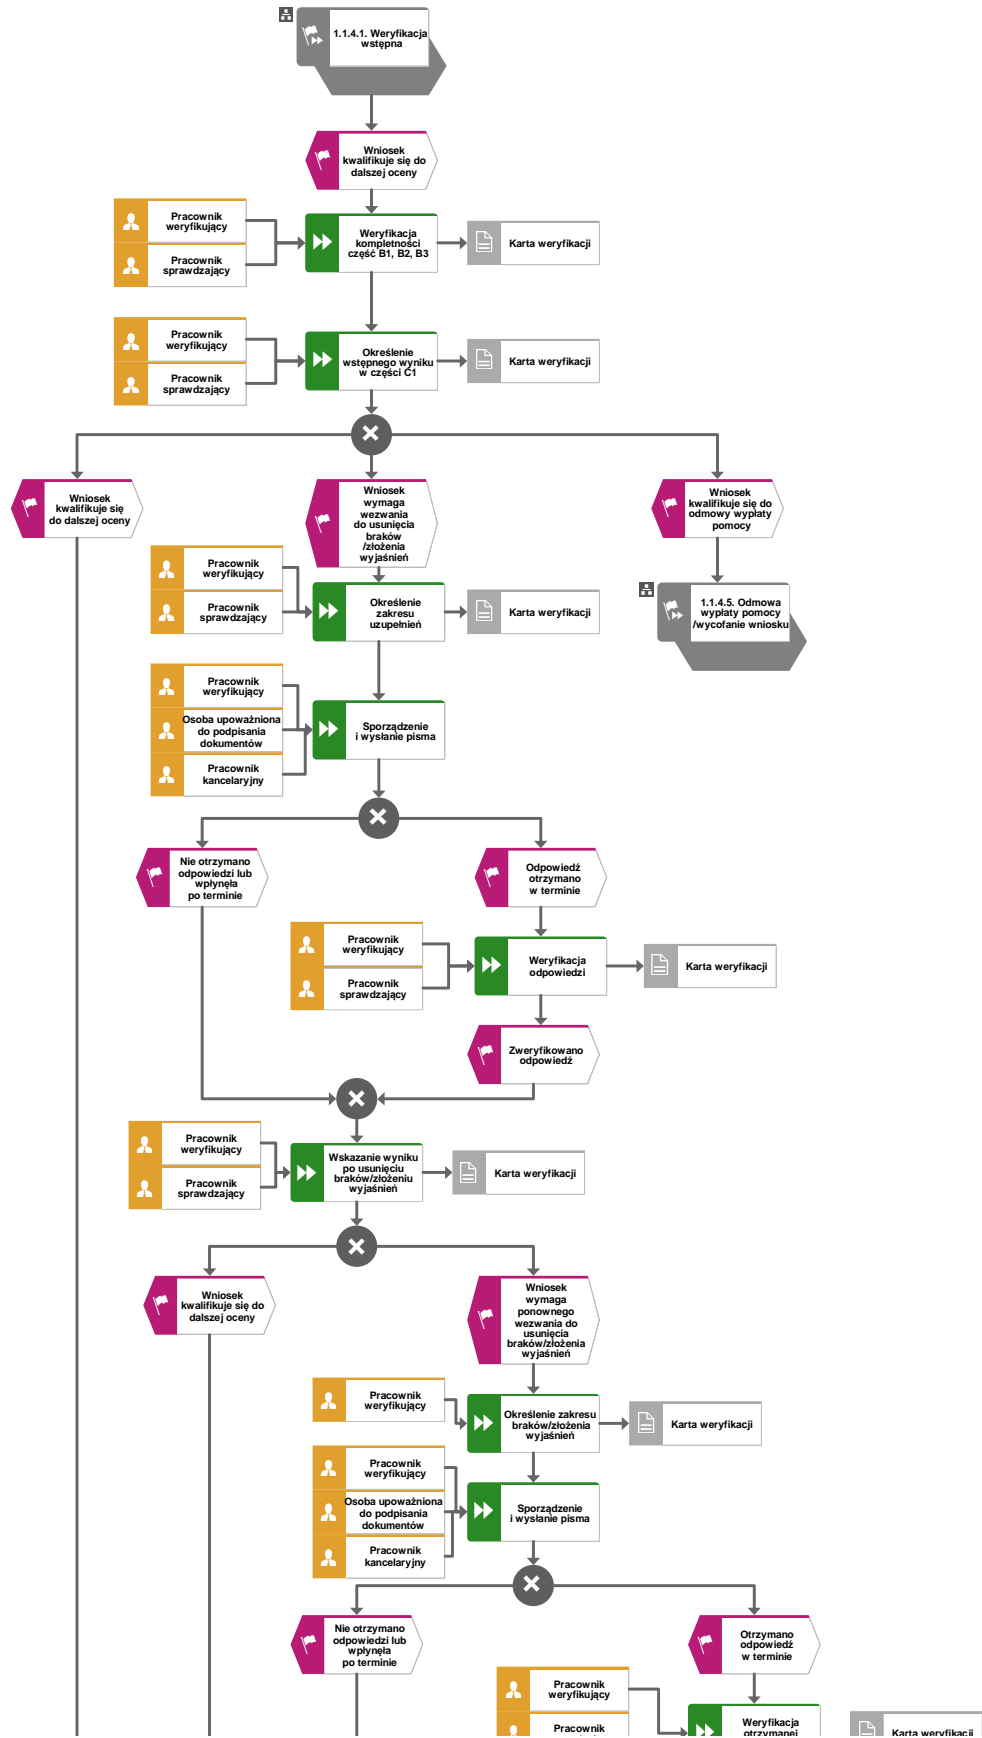 1.1.4.1. Weryfikacja
wstępna
Wniosek
kwalifikuje się do
dalszej oceny
Pracownik
weryfikujący
Pracownik
sprawdzający
Weryfikacja
kompletności
część B1, B2, B3
Karta weryfikacji
Pracownik
weryfikujący
Pracownik
sprawdzający
Określenie
wstępnego wyniku
w części C1
Karta weryfikacji
Wniosek
kwalifikuje się
do dalszej oceny
Wniosek
wymaga
wezwania
do usunięcia
braków
/złożenia
wyjaśnień
Wniosek
kwalifikuje się do
odmowy wypłaty
pomocy
Pracownik
weryfikujący
Pracownik
sprawdzający
Określenie
zakresu
uzupełnień
Karta weryfikacji
1.1.4.5. Odmowa
wypłaty pomocy
/wycofanie wniosku
Pracownik
weryfikujący
Osoba upoważniona
do podpisania
dokumentów
Pracownik
kancelaryjny
Sporządzenie
i wysłanie pisma
Nie otrzymano
odpowiedzi lub
wpłynęła
po terminie
Odpowiedź
otrzymano
w terminie
Pracownik
weryfikujący
Pracownik
sprawdzający
Weryfikacja
odpowiedzi
Karta weryfikacji
Zweryfikowano
odpowiedź
Pracownik
weryfikujący
Pracownik
sprawdzający
Wskazanie wyniku
po usunięciu
braków/złożeniu
wyjaśnień
Karta weryfikacji
Wniosek
kwalifikuje się do
dalszej oceny
Wniosek
wymaga
ponownego
wezwania do
usunięcia
braków/złożenia
wyjaśnień
Pracownik
weryfikujący
Określenie zakresu
braków/złożenia
wyjaśnień
Karta weryfikacji
Pracownik
weryfikujący
Osoba upoważniona
do podpisania
dokumentów
Pracownik
kancelaryjny
Sporządzenie
i wysłanie pisma
Nie otrzymano
odpowiedzi lub
wpłynęła
po terminie
Otrzymano
odpowiedź
w terminie
Pracownik
weryfikujący
Pracownik
Weryfikacja
otrzymanej
Karta weryfikacji